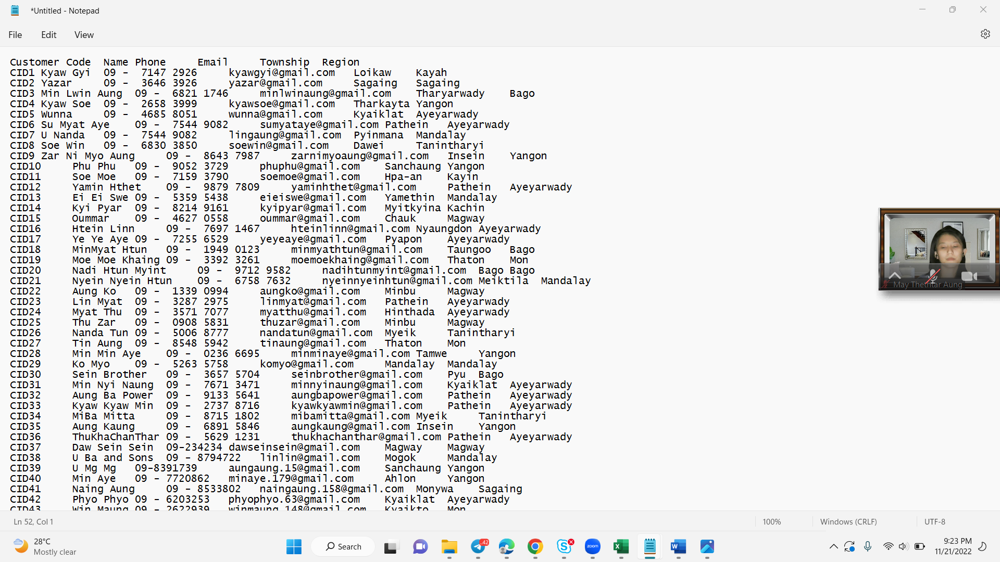 *Untitled - Notepad
File Edit View
Customer Code Name Phone Email Township Region
CID1 Kyaw Gyi 09 - 7147 2926 kyawgyi@gmail.com Loikaw Kayah
CID2 Yazar 09 - 3646 3926 yazar@gmail.com Sagaing Sagaing
CID3 Min Lwin Aung 09 - 6821 1746 minlwinaung@gmail.com Tharyarwady Bago
CID4 Kyaw Soe 09 - 2658 3999 kyawsoe@gmail.com Tharkayta Yangon
CID5 Wunna 09 - 4685 8051 wunna@gmail.com Kyaiklat Ayeyarwady
CID6 Su Myat Aye 09 - 7544 9082 sumyataye@gmail.com Pathein Ayeyarwady
CID7 U Nanda 09 - 7544 9082 lingaung@gmail.com Pyinmana Mandalay
CID8 Soe Win 09 - 6830 3850 soewin@gmail.com Dawei Tanintharyi
CID9 Zar Ni Myo Aung 09 - 8643 7987 zarnimyoaung@gmail.com Insein Yangon
CID10 Phu Phu 09 - 9052 3729 phuphu@gmail.com Sanchaung Yangon
CID11 Soe Moe 09 - 7159 3790 soemoe@gmail.com Hpa-an Kayin
CID12 Yamin Hthet 09 - 9879 7809 yaminhthet@gmail.com Pathein Ayeyarwady
CID13 Ei Ei Swe 09 - 5359 5438 eieiswe@gmail.com Yamethin Mandalay
CID14 Kyi Pyar 09 - 8214 9161 kyipyar@gmail.com Myitkyina Kachin
CID15 Oummar 09 - 4627 0558 oummar@gmail.com Chauk Magway
CID16 Htein Linn 09 - 7697 1467 hteinlinn@gmail.com Nyaungdon Ayeyarwady
CID17 Ye Ye Aye 09 - 7255 6529 yeyeaye@gmail.com Pyapon Ayeyarwady
CID18 MinMyat Htun 09 - 1949 0123 minmyathtun@gmail.com Taungoo Bago
CID19 Moe Moe Khaing 09 - 3392 3261 moemoekhaing@gmail.com Thaton Mon
CID20 Nadi Htun Myint 09 - 9712 9582 nadihtunmyint@gmail.com Bago Bago
CID21 Nyein Nyein Htun 09 - 6758 7632 nyeinnyeinhtun@gmail.com Meiktila Mandalay
CID22 Aung Ko 09 - 1339 0994 aungko@gmail.com Minbu Magway
CID23 Lin Myat 09 - 3287 2975 linmyat@gmail.com Pathein Ayeyarwady
CID24 Myat Thu 09 - 3571 7077 myatthu@gmail.com Hinthada Ayeyarwady
CID25 Thu Zar 09 - 0908 5831 thuzar@gmail.com Minbu Magway
CID26 Nanda Tun 09 - 5006 8777 nandatun@gmail.com Myeik Tanintharyi
CID27 Tin Aung 09 - 8548 5942 tinaung@gmail.com Thaton Mon
CID28 Min Min Aye 09 - 0236 6695 minminaye@gmail.com Tamwe Yangon
CID29 Ko Myo 09 - 5263 5758 komyo@gmail.com Mandalay Mandalay
CID30 Sein Brother 09 - 3657 5704 seinbrother@gmail.com Pyu Bago
CID31 Min Nyi Naung 09 - 7671 3471 minnyinaung@gmail.com Kyaiklat Ayeyarwady
CID32 Aung Ba Power 09 - 9133 5641 aungbapower@gmail.com Pathein Ayeyarwady
CID33 Kyaw Kyaw Min 09 - 2737 8716 kyawkyawmin@gmail.com Pathein Ayeyarwady
CID34 MiBa Mitta 09 - 8715 1802 mibamitta@gmail.com Myeik Tanintharyi
CID35 Aung Kaung 09 - 6891 5846 aungkaung@gmail.com Insein Yangon
CID36 ThuKhaChanThar 09 - 5629 1231 thukhachanthar@gmail.com Pathein Ayeyarwady
CID37 Daw Sein Sein 09-234234 dawseinsein@gmail.com Magway Magway
CID38 U Ba and Sons 09 - 8794722 linlin@gmail.com Mogok Mandalay
CID39 U Mg Mg 09-8391739 aungaung.15@gmail.com Sanchaung Yangon
CID40 Min Aye 09 - 7720862 minaye.179@gmail.com Ahlon Yangon
CID41 Naing Aung 09 - 8533802 naingaung.158@gmail.com Monywa Sagaing
CID42 Phyo Phyo 09 - 6203253 phyophyo.63@gmail.com Kyaiklat Ayeyarwady
CID43 Win Maung 09 - 2622939 winmaung.148@gmail.com Kyaikto Mon
May Thethtar Aung
Ln 52, Col 1 100% Windows (CRLF) UTF-8
28°C
Mostly clear
Search
42
zoom
9:23 PM
11/21/2022